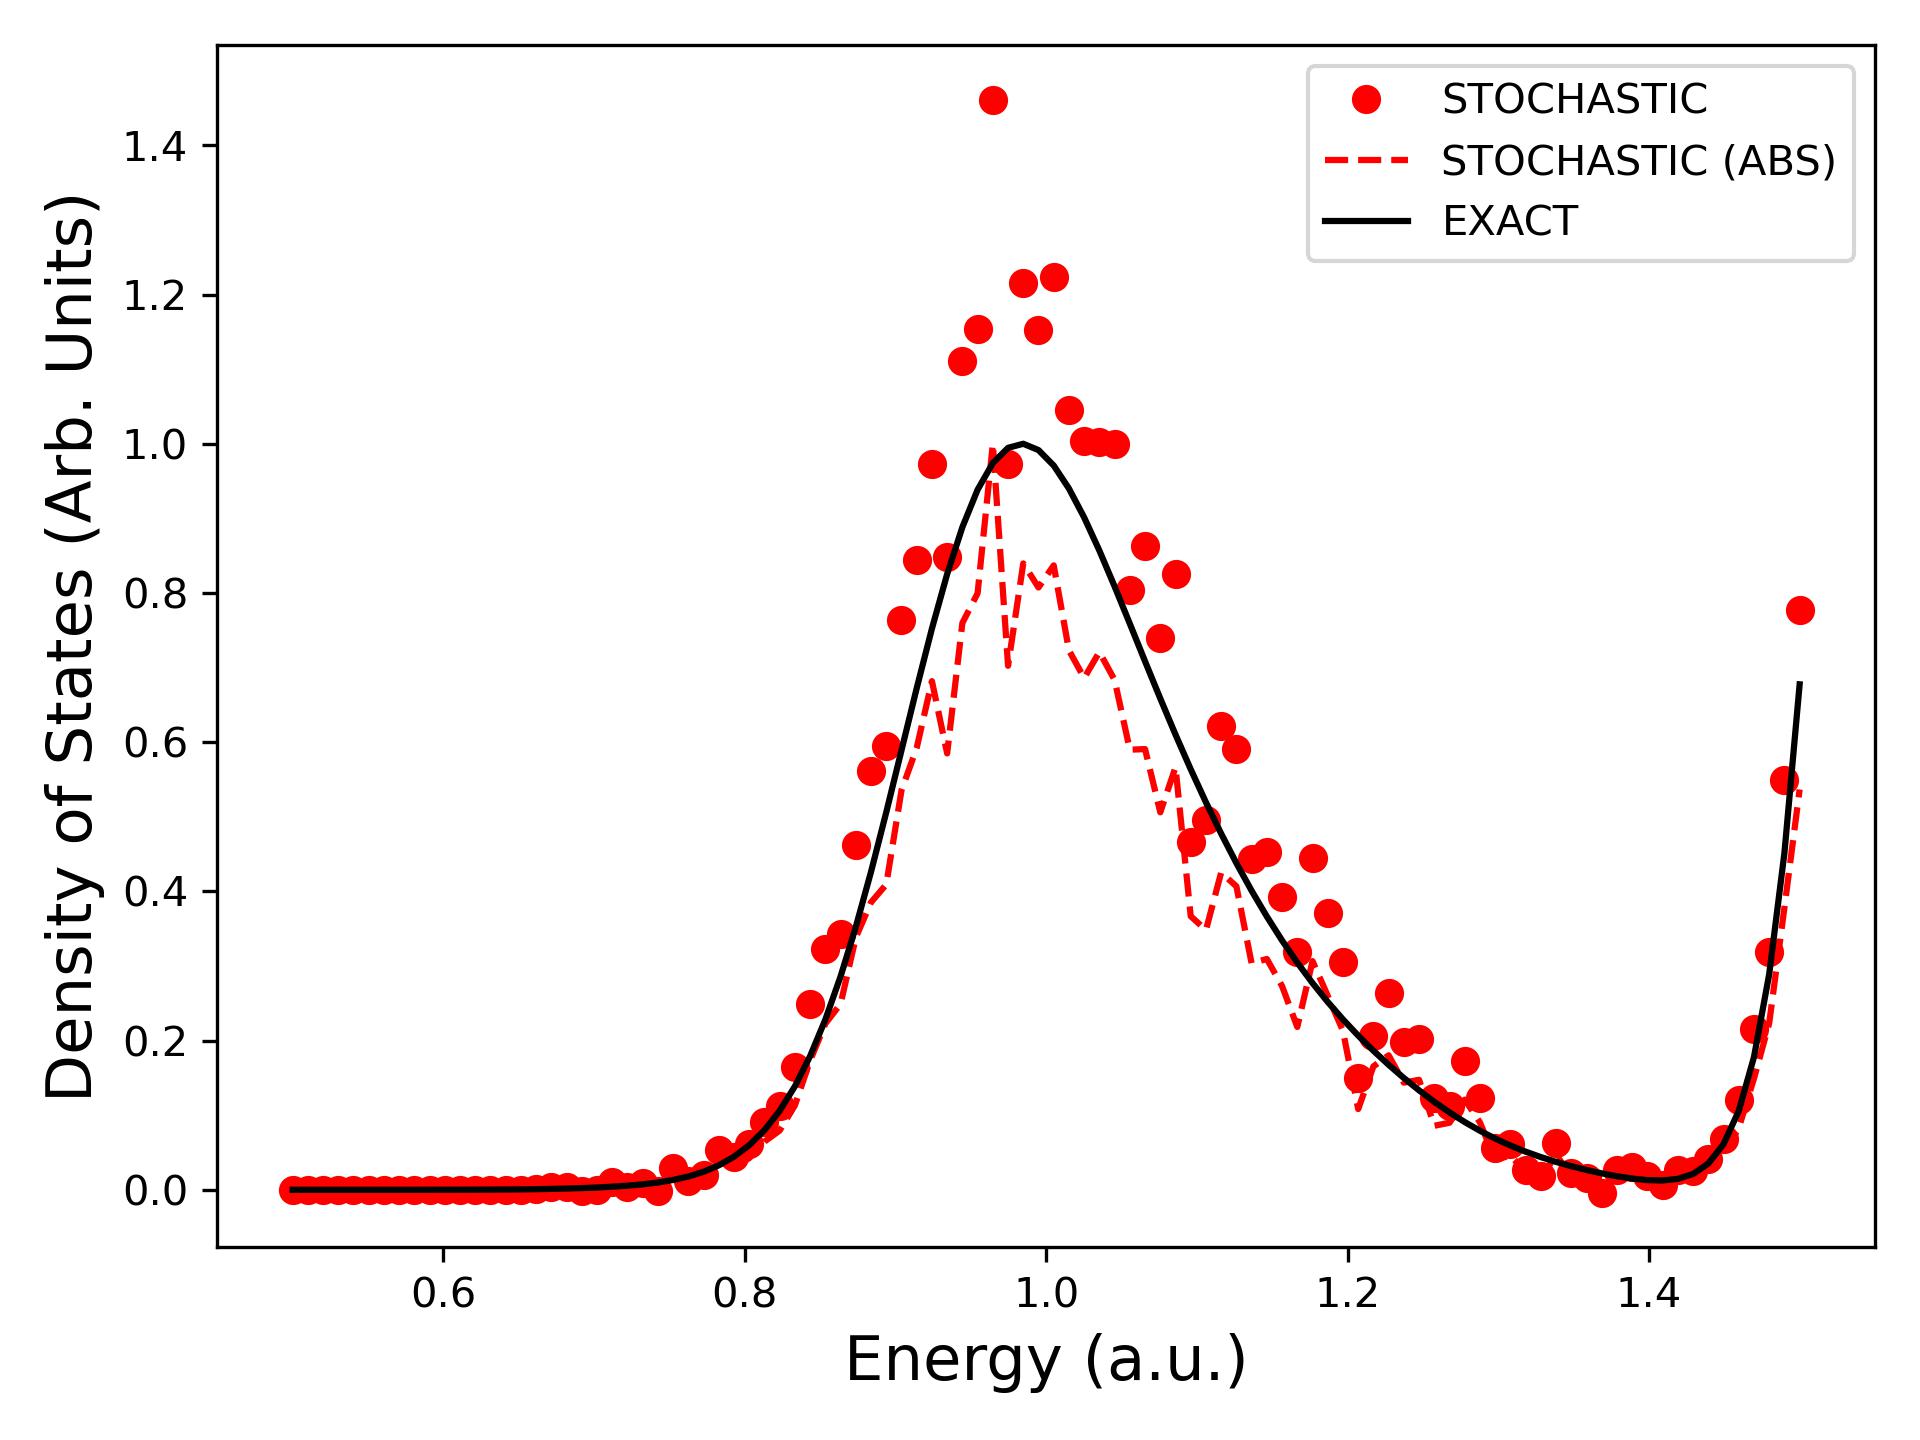 STOCHASTIC
STOCHASTIC (ABS)
EXACT
Density of States (Arb. Units)
1.4
1.2
1.0
0.8
0.6
0.4
0.2
0.0
0.6 0.8 1.0 1.2 1.4
Energy (a.u.)